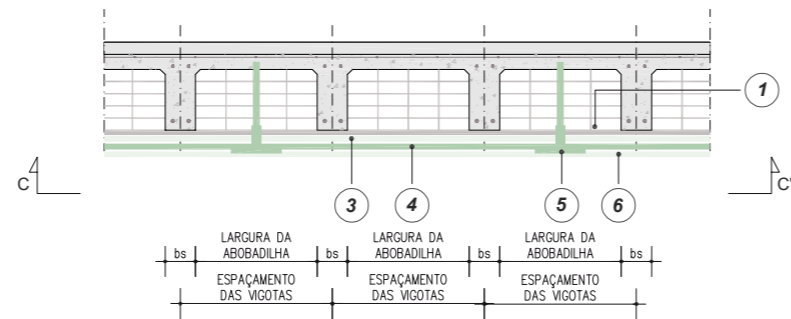 1
C
C'
3
4
5
6
LARGURA DA
ABOBADILHA
LARGURA DA
ABOBADILHA
LARGURA DA
ABOBADILHA
bs
bs
bs
bs
ESPAÇAMENTO
DAS VIGOTAS
ESPAÇAMENTO
DAS VIGOTAS
ESPAÇAMENTO
DAS VIGOTAS